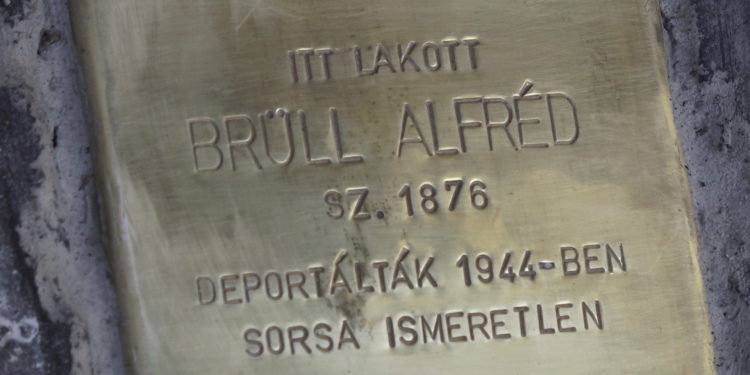 ITT LAKOTT
BRÜLL ALFRÉD
SZ. 1876
DEPORTÁLTÁK 1944-BEN
SORSA ISMERETLEN